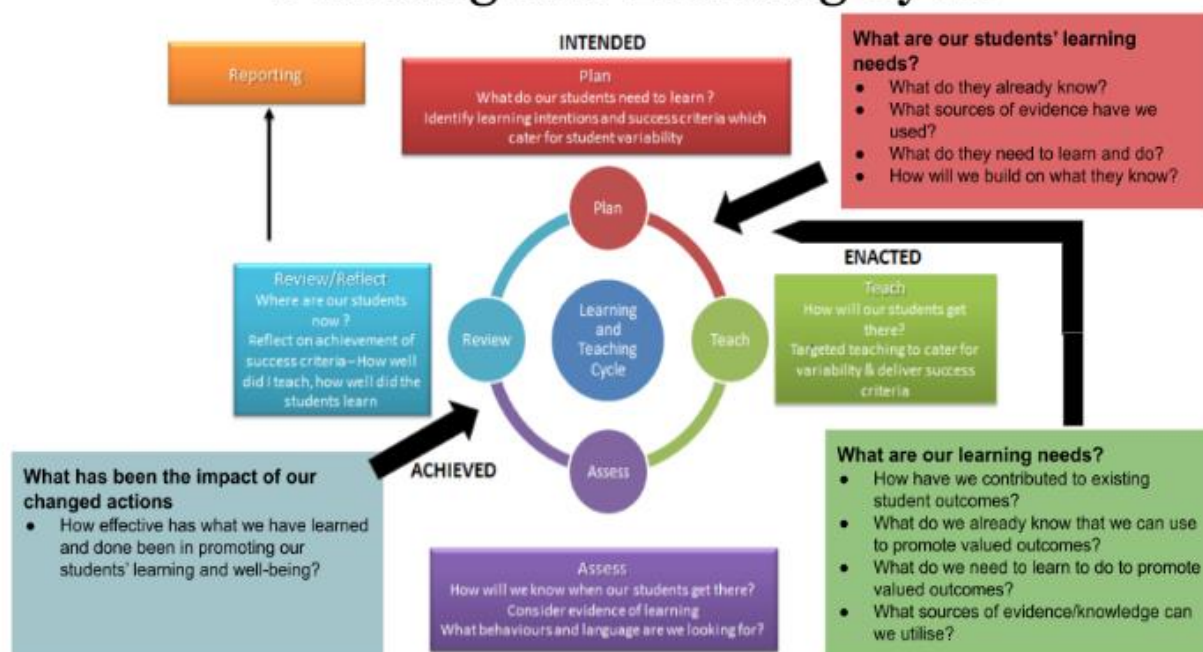 INTENDED
Reporting
Plan
What do our students need to learn ?
Identify learning intentions and success criteria which
cater for student variability
What are our students' learning
needs?
● What do they already know?
● What sources of evidence have we
used?
● What do they need to learn and do?
● How will we build on what they know?
Plan
ENACTED
Review/Reflect
Where are our students
now ?
Reflect on achievement of
success criteria – How well
did I teach, how well did the
students learn
Review
Learning
and
Teaching
Cycle
Teach
Teach
How will our students get
there?
Targeted teaching to cater for
variability & deliver success
criteria
Assess
ACHIEVED
What has been the impact of our
changed actions
● How effective has what we have learned
and done been in promoting our
students' learning and well-being?
Assess
How will we know when our students get there?
Consider evidence of learning
What behaviours and language are we looking for?
What are our learning needs?
● How have we contributed to existing
student outcomes?
● What do we already know that we can use
to promote valued outcomes?
● What do we need to learn to do to promote
valued outcomes?
● What sources of evidence/knowledge can
we utilise?